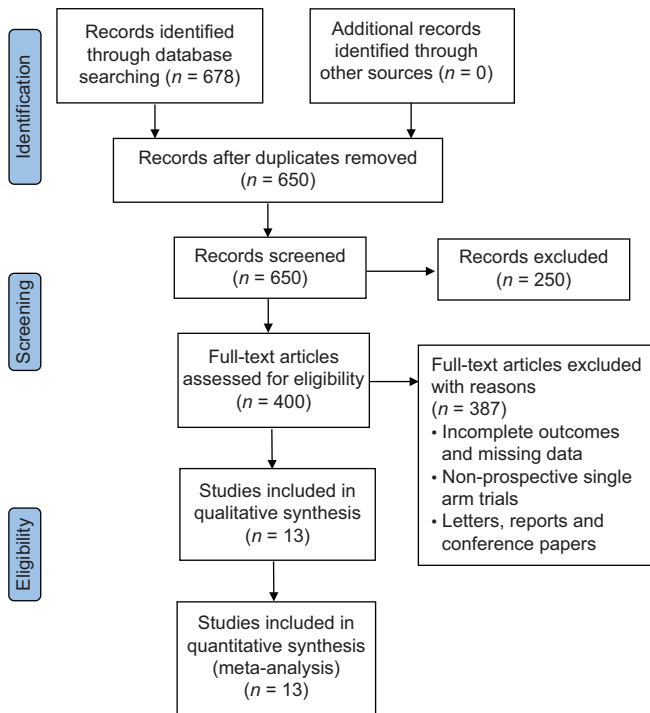 Identification
Records identified
through database
searching (n = 678)
Additional records
identified through
other sources (n = 0)
Records after duplicates removed
(n = 650)
Screening
Records screened
(n = 650)
Records excluded
(n = 250)
Full-text articles
assessed for eligibility
(n = 400)
Full-text articles excluded
with reasons
(n = 387)
• Incomplete outcomes
and missing data
• Non-prospective single
arm trials
• Letters, reports and
conference papers
Eligibility
Studies included in
qualitative synthesis
(n = 13)
Studies included in
quantitative synthesis
(meta-analysis)
(n = 13)